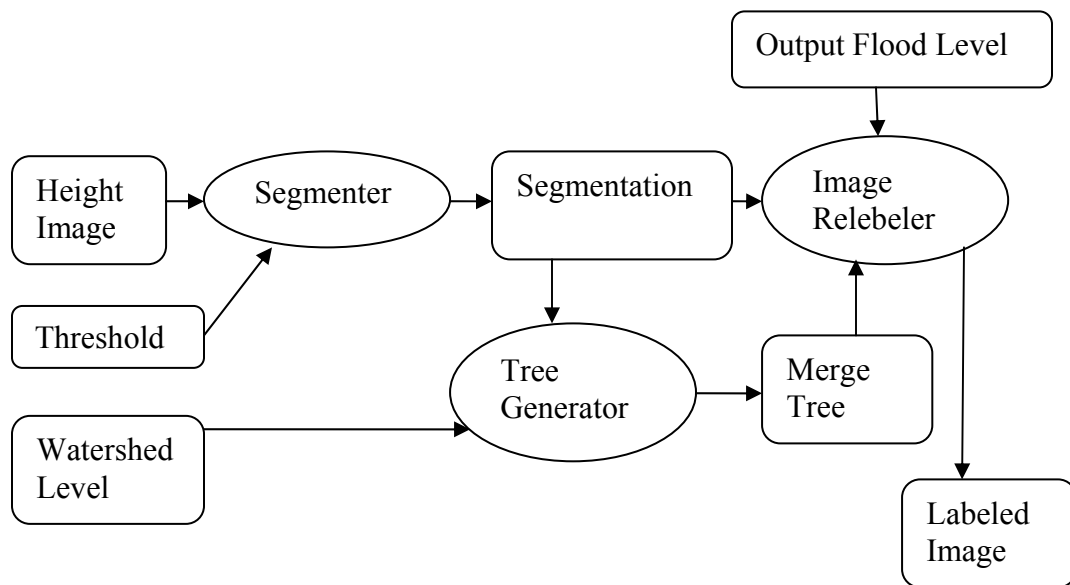 Output Flood Level
Height
Image
Segmenter
Segmentation
Image
Relebeler
Threshold
Tree
Generator
Merge
Tree
Watershed
Level
Labeled
Image